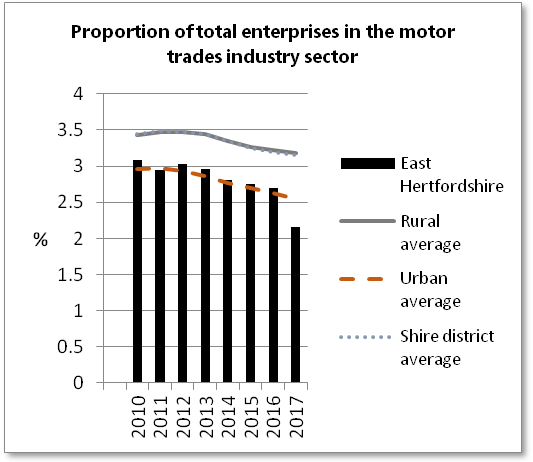 Proportion of total enterprises in the motor
trades industry sector
4
3.5
3
2.5
2
1.5
1
0.5
0
%
2010
2011
2012
2013
2014
2015
2016
2017
East
Hertfordshire
Rural
average
Urban
average
Shire district
average